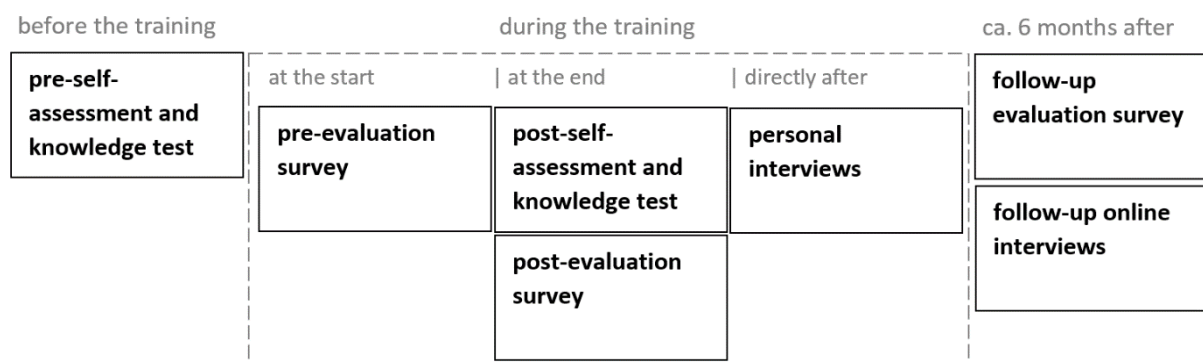 before the training
during the training
ca. 6 months after
pre-self-
assessment and
knowledge test
at the start
| at the end
| directly after
pre-evaluation
survey
post-self-
assessment and
knowledge test
post-evaluation
survey
personal
interviews
follow-up
evaluation survey
follow-up online
interviews